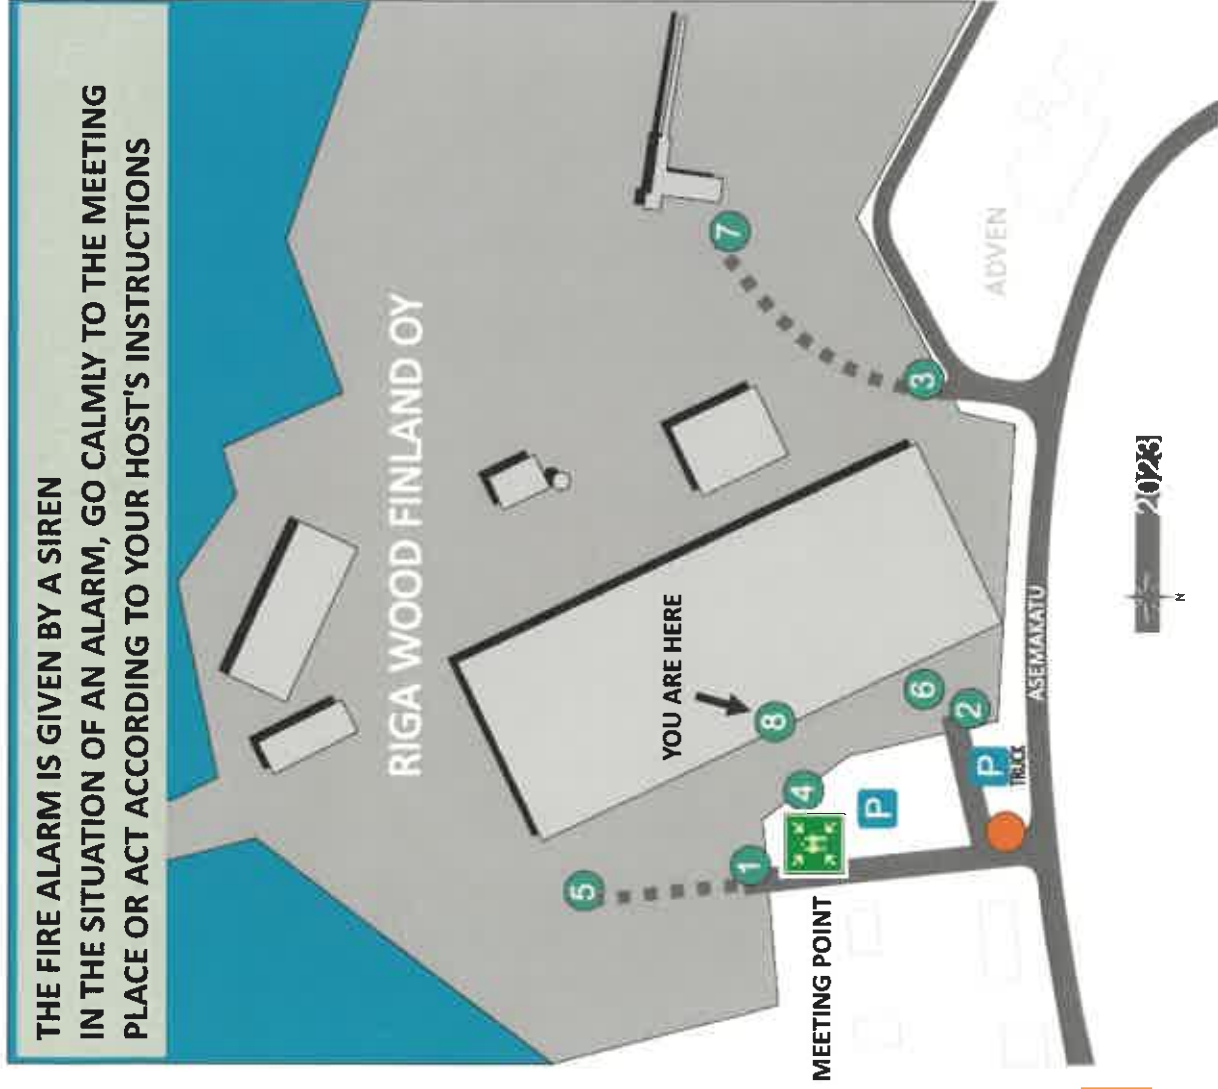 THE FIRE ALARM IS GIVEN BY A SIREN
IN THE SITUATION OF AN ALARM, GO CALMLY TO THE MEETING
PLACE OR ACT ACCORDING TO YOUR HOST'S INSTRUCTIONS
RIGA WOOD FINLAND OY
7
3
ADVEN
YOU ARE HERE
8
6
2
4
5
1
P
P
TRUCK
MEETING POINT
ASEMAKATU
N